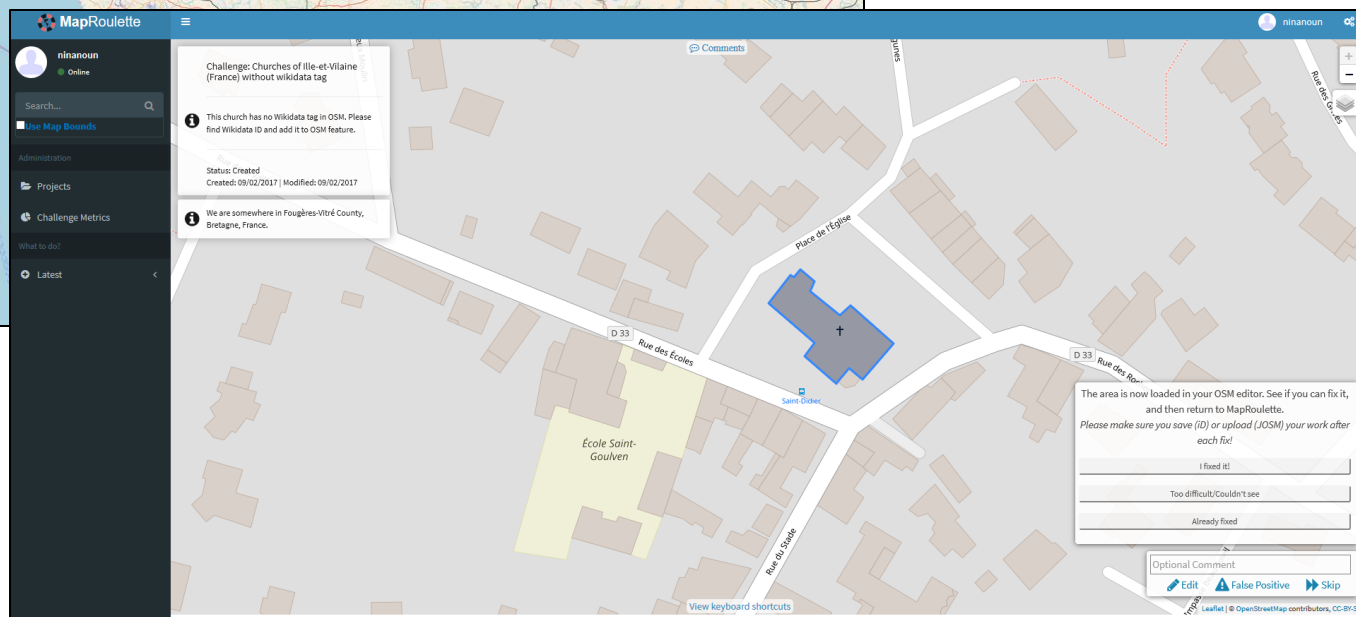 MapRoulette
ninanoun
ninanoun
Online
Search...
Use Map Bounds
Administration
Projects
Challenge Metrics
What to do?
Latest
Challenge: Churches of Ille-et-Vilaine
(France) without wikidata tag
This church has no Wikidata tag in OSM. Please
find Wikidata ID and add it to OSM feature.
Status: Created
Created: 09/02/2017 | Modified: 09/02/2017
We are somewhere in Fougères-Vitré County,
Bretagne, France.
Comments
+
−
Place de l'Église
D 33
Rue des Écoles
Saint-Didier
D 33
Rue des
École Saint-
Goulven
Rue du Stade
The area is now loaded in your OSM editor. See if you can fix it,
and then return to MapRoulette.
Please make sure you save (iD) or upload (JOSM) your work after
each fix!
I fixed it!
Too difficult/Couldn't see
Already fixed
Optional Comment
Edit
False Positive
Skip
View keyboard shortcuts
Leaflet | © OpenStreetMap contributors, CC-BY-S